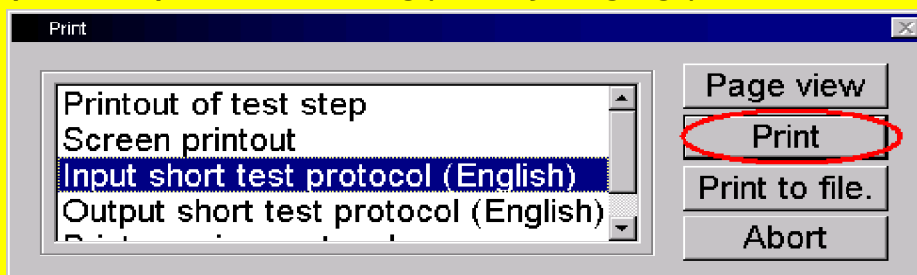 Print
Printout of test step
Screen printout
Input short test protocol (English)
Output short test protocol (English)
Page view
Print
Print to file.
Abort